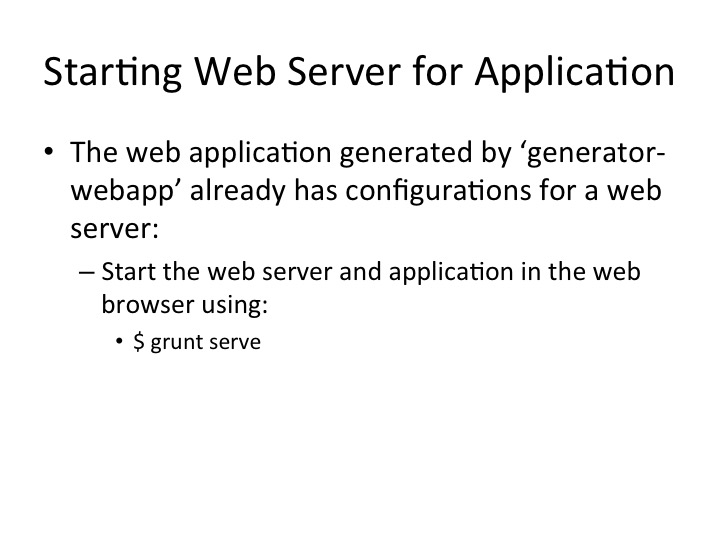 Starting Web Server for Application
• The web application generated by ‘generator-
webapp’ already has configurations for a web
server:
– Start the web server and application in the web
browser using:
• $ grunt serve